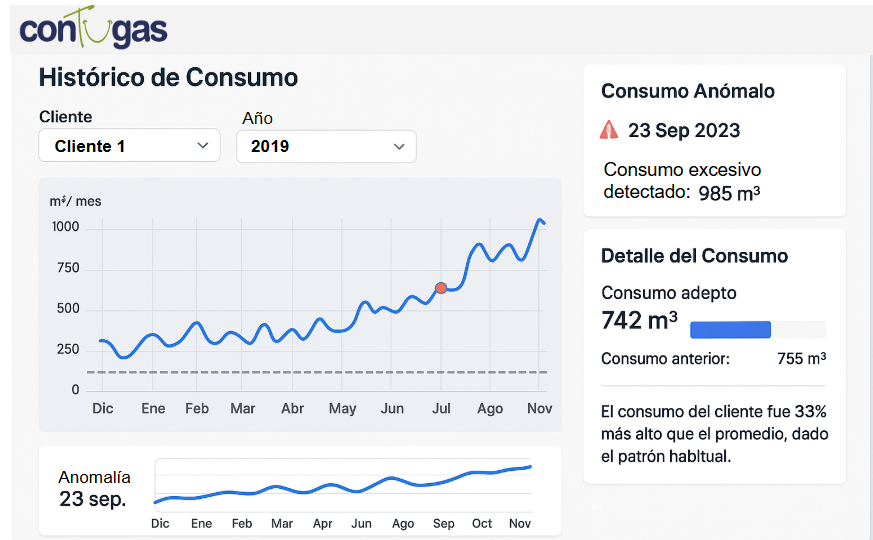 contugas
Histórico de Consumo
Cliente
Año
Cliente 1
2019
m³/ mes
1000
750
500
250
0
Dic Ene Feb Mar Abr May Jun Jul Ago Nov
Anomalía
23 sep.
Dic Ene Feb Mar Apr Jun Ago Sep Oct Nov
Consumo Anómalo
23 Sep 2023
Consumo excesivo
detectado: 985 m³
Detalle del Consumo
Consumo adepto
742 m³
Consumo anterior: 755 m³
El consumo del cliente fue 33%
más alto que el promedio, dado
el patrón habltual.